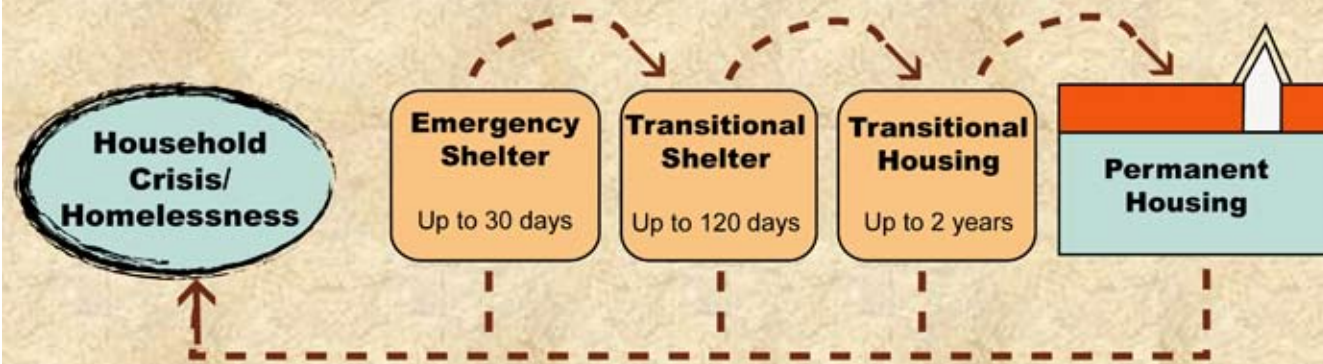 Household
Crisis/
Homelessness
Emergency
Shelter
Up to 30 days
Transitional
Shelter
Up to 120 days
Transitional
Housing
Up to 2 years
Permanent
Housing